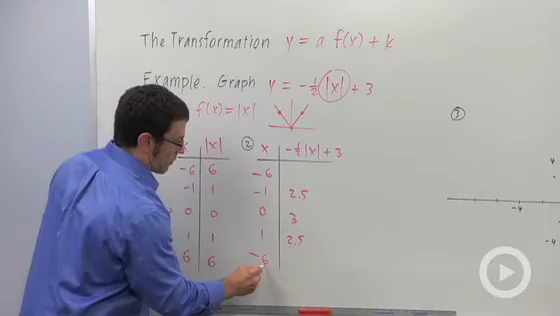 The Transformation y = a f(x) + k
Example. Graph y = -½|x| + 3
f(x) = |x|
x |x|
-6 6
-1 1
0 0
1 1
6 6
② x -½|x| + 3
-6
-1 2.5
0 3
1 2.5
-6
③
4
-4
-4